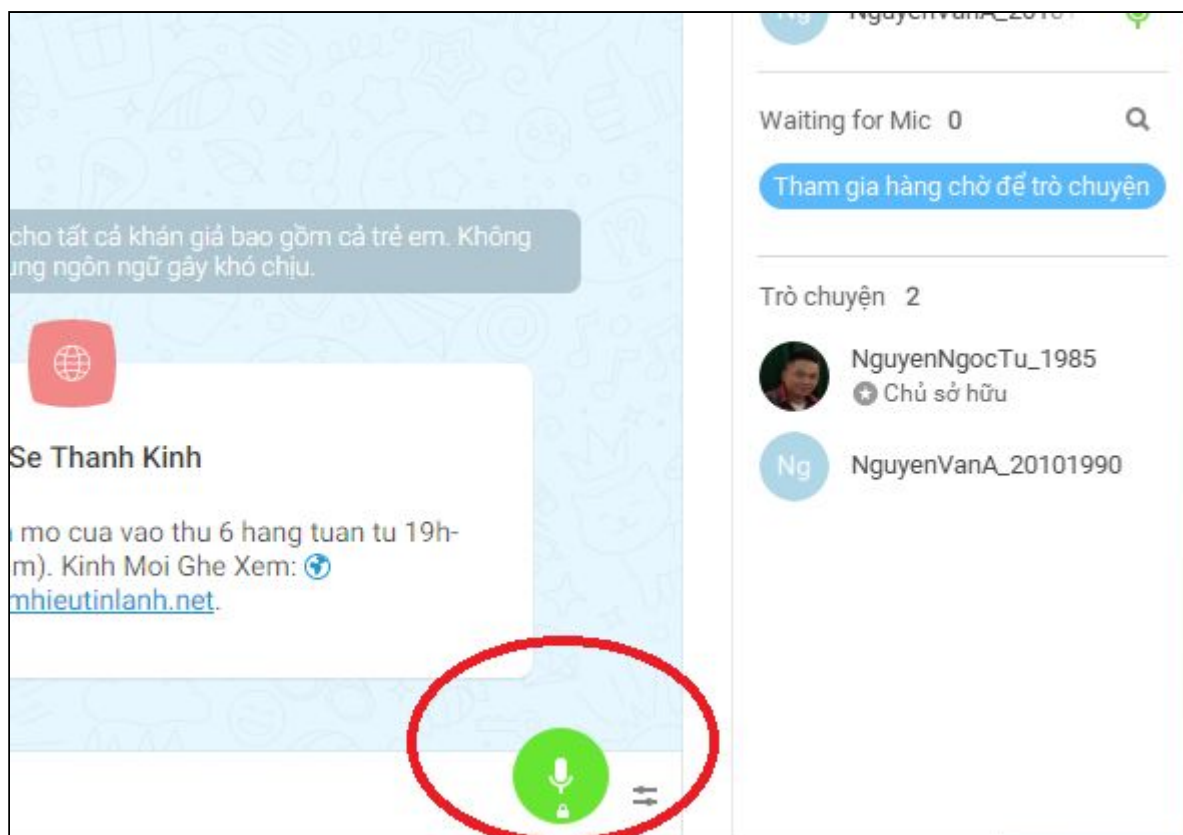 Ng
Waiting for Mic 0
Tham gia hàng chờ để trò chuyện
cho tất cả khán giả bao gồm cả trẻ em. Không
ngôn ngữ gây khó chịu.
Trò chuyện 2
NguyenNgocTu_1985
Chủ sở hữu
Ng
NguyenVanA_20101990
Se Thanh Kinh
mo cua vao thu 6 hang tuan tu 19h-
m). Kinh Moi Ghe Xem:
mhieutinlanh.net.